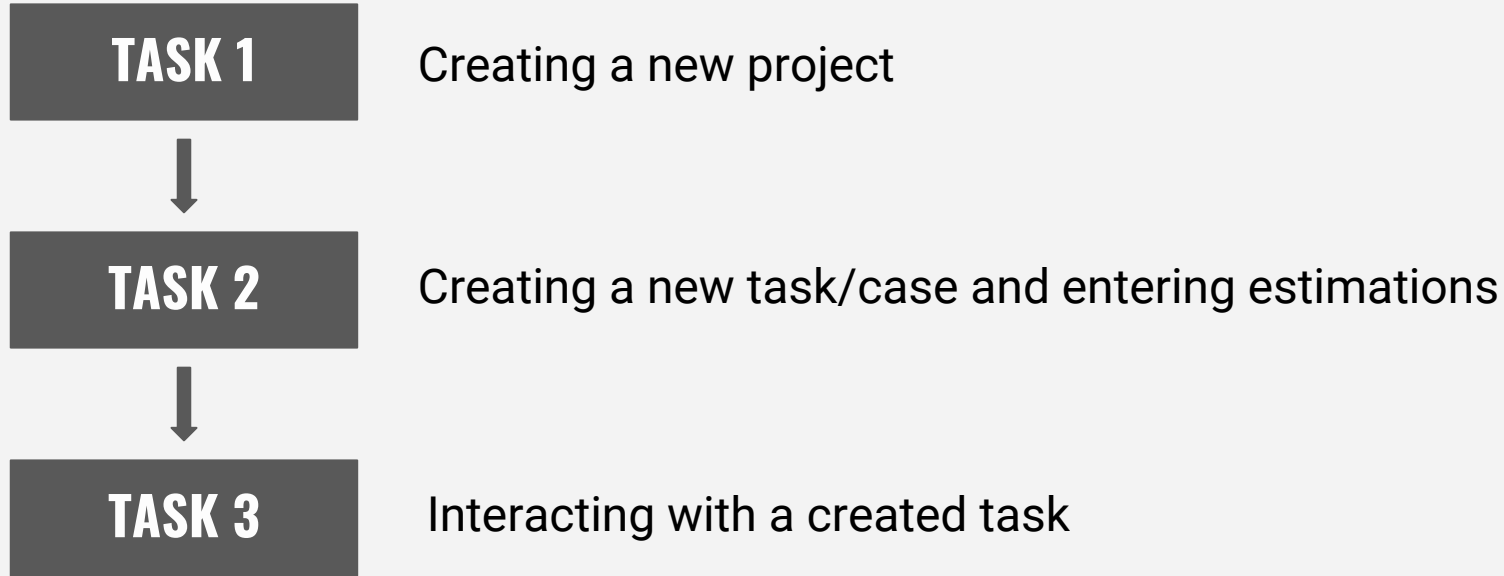 TASK 1
Creating a new project
TASK 2
Creating a new task/case and entering estimations
TASK 3
Interacting with a created task